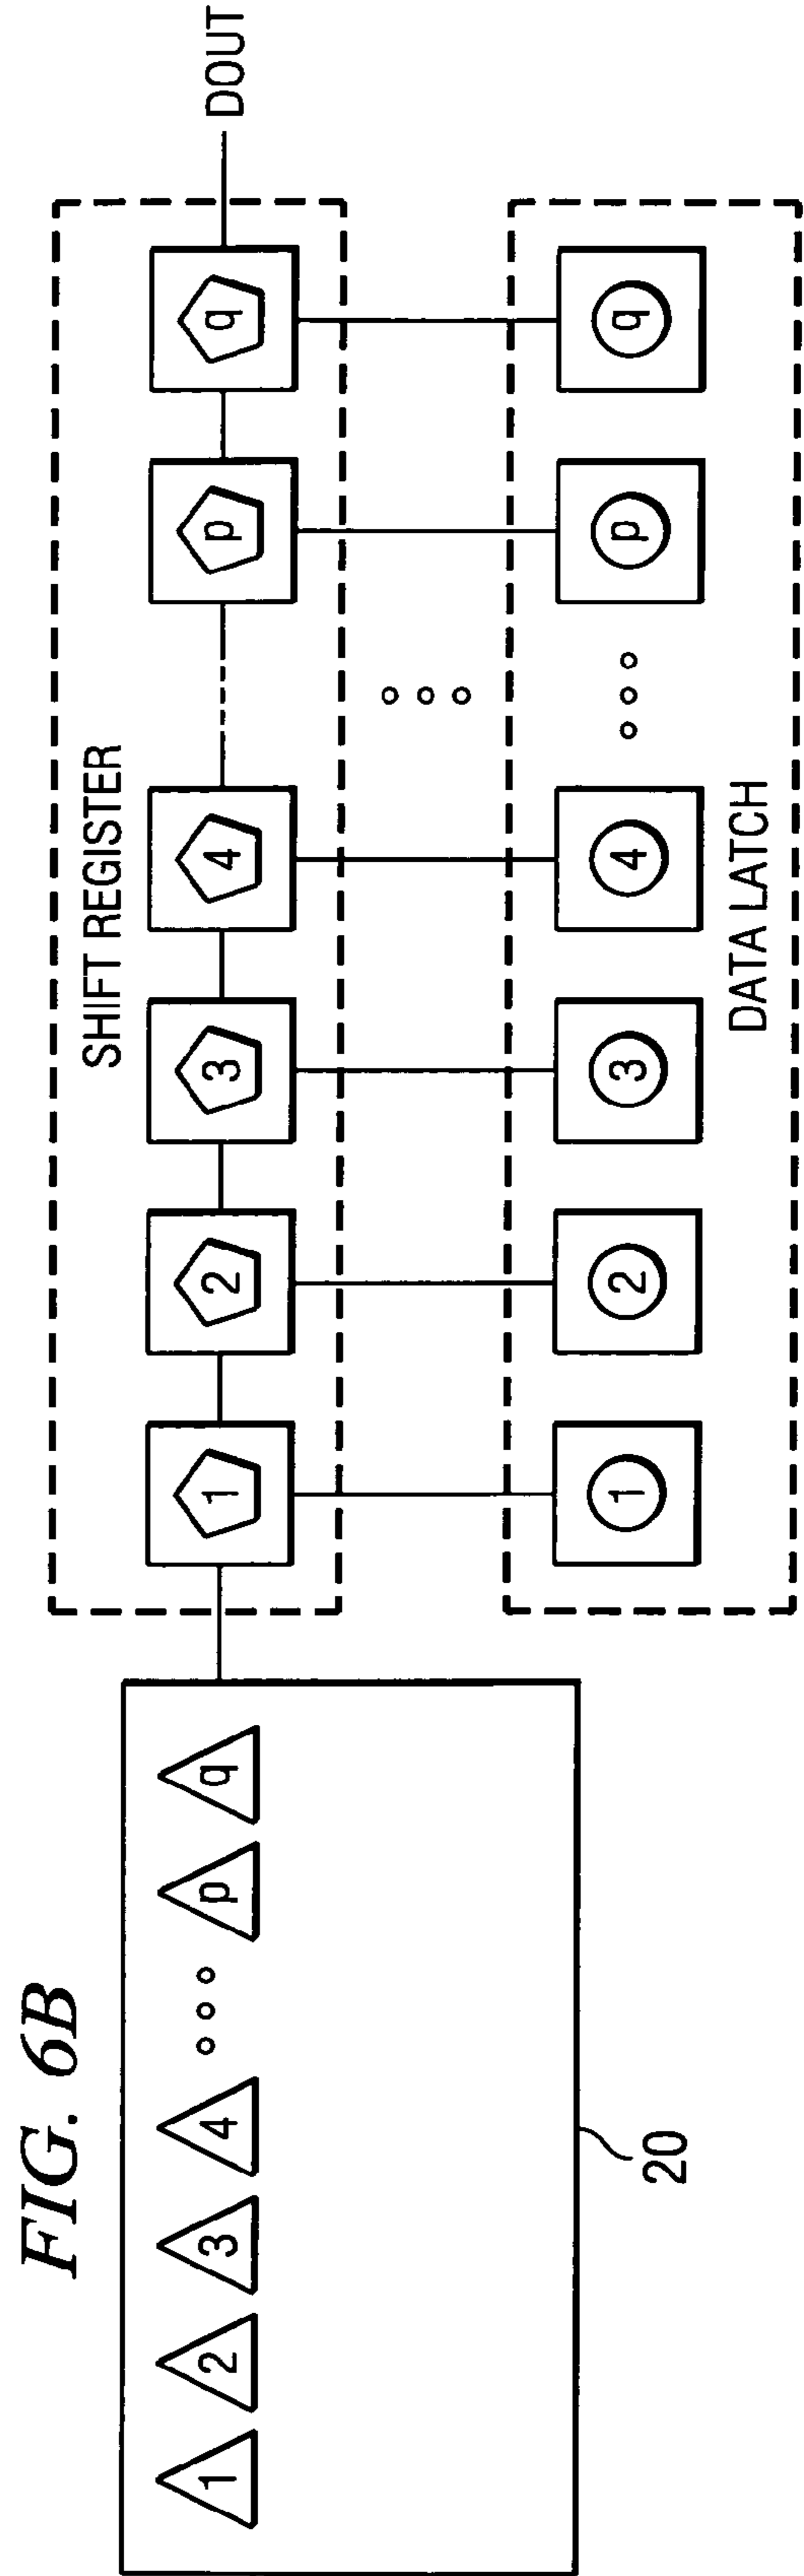 FIG. 6B
1 2 3 4 p q
20
SHIFT REGISTER
1 2 3 4 p q
DOUT
1 2 3 4 p q
DATA LATCH